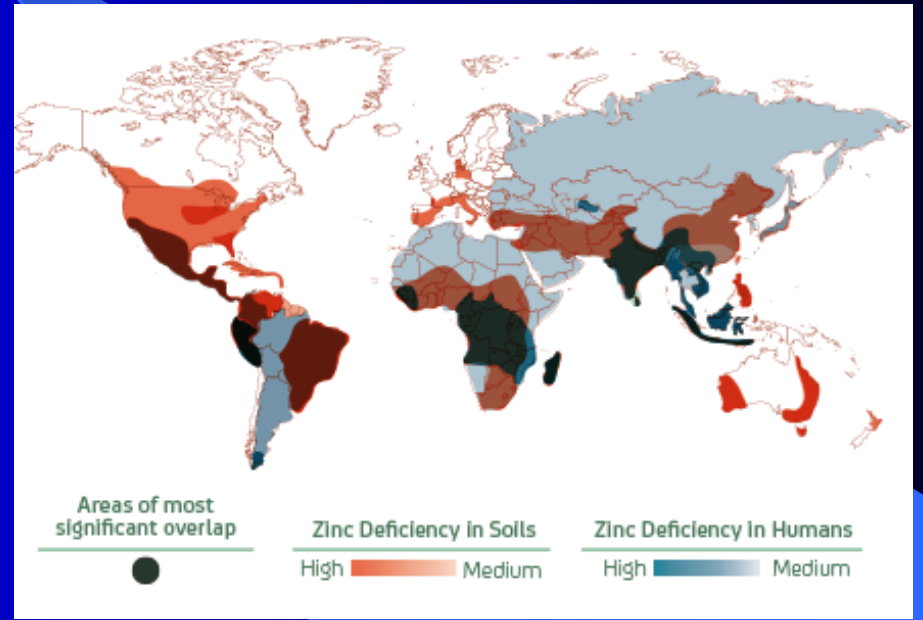 Areas of most
significant overlap
Zinc Deficiency in Soils
High Medium
Zinc Deficiency in Humans
High Medium